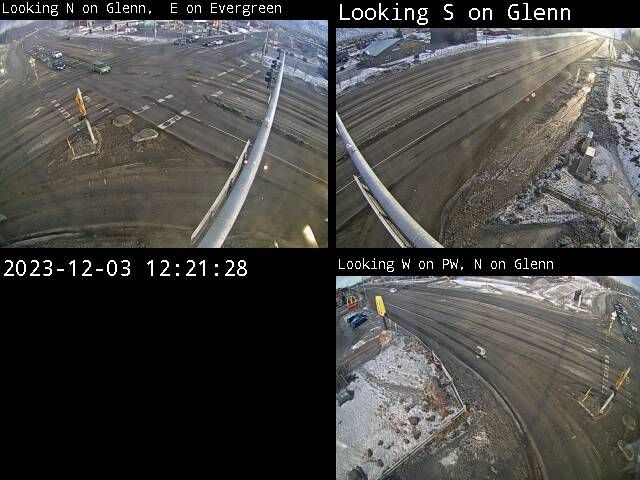 Looking N on Glenn, E on Evergreen
Looking S on Glenn
2023-12-03 12:21:28
Looking W on PW, N on Glenn